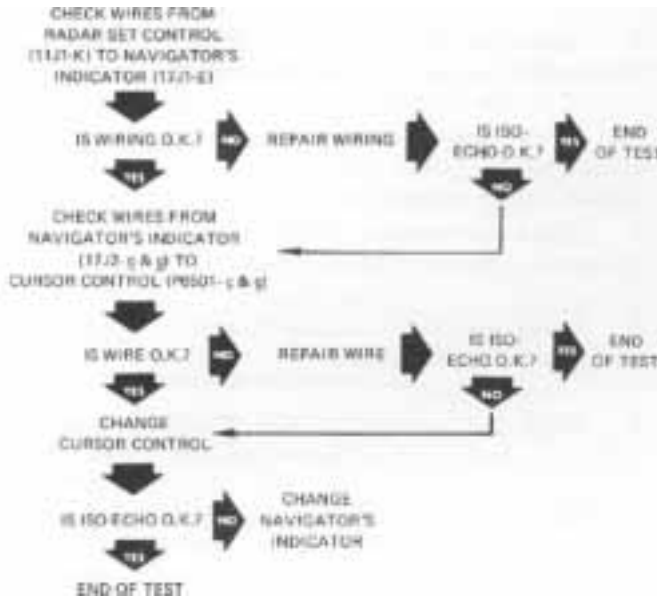 CHECK WIRES FROM
RADAR SET CONTROL
(11J1-K) TO NAVIGATOR'S
INDICATOR (17J1-E)
IS WIRING O.K.?
NO
REPAIR WIRING
IS ISO-
ECHO O.K.?
YES
END
OF TEST
YES
NO
CHECK WIRES FROM
NAVIGATOR'S INDICATOR
(17J2- & g) TO
CURSOR CONTROL (P6501- & g)
IS WIRE O.K.?
NO
REPAIR WIRE
IS ISO-
ECHO O.K.?
YES
END
OF TEST
YES
NO
CHANGE
CURSOR CONTROL
IS ISO ECHO O.K.?
NO
CHANGE
NAVIGATOR'S
INDICATOR
YES
END OF TEST